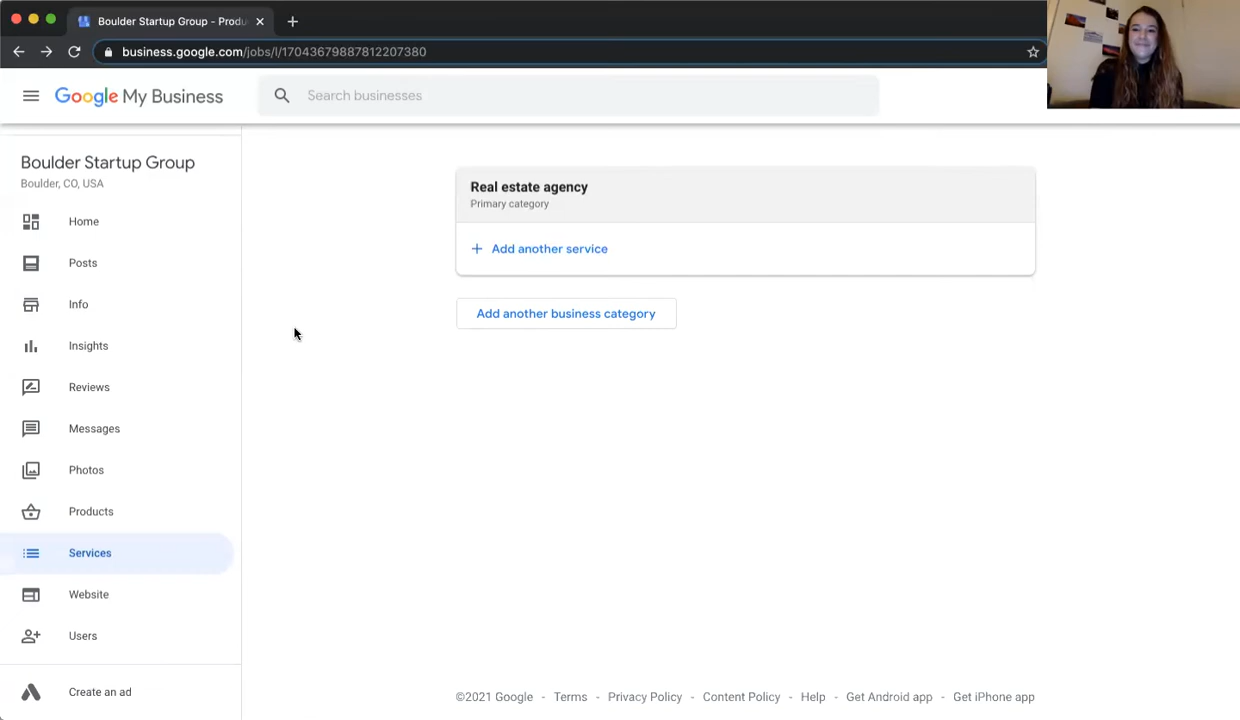 Boulder Startup Group - Produ
business.google.com/jobs/l/17043679887812207380
Google My Business
Search businesses
Boulder Startup Group
Boulder, CO, USA
Home
Posts
Info
Insights
Reviews
Messages
Photos
Products
Services
Website
Users
Create an ad
Real estate agency
Primary category
+ Add another service
Add another business category
©2021 Google - Terms - Privacy Policy - Content Policy - Help - Get Android app - Get iPhone app